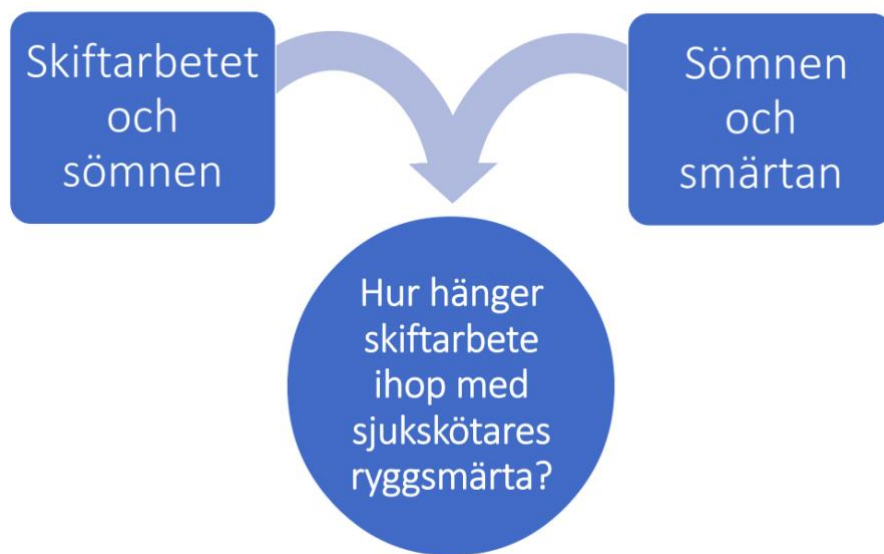 Skiftarbetet
och
sömnen
Sömnen
och
smärtan
Hur hänger
skiftarbete
ihop med
sjukskötares
ryggsmärta?